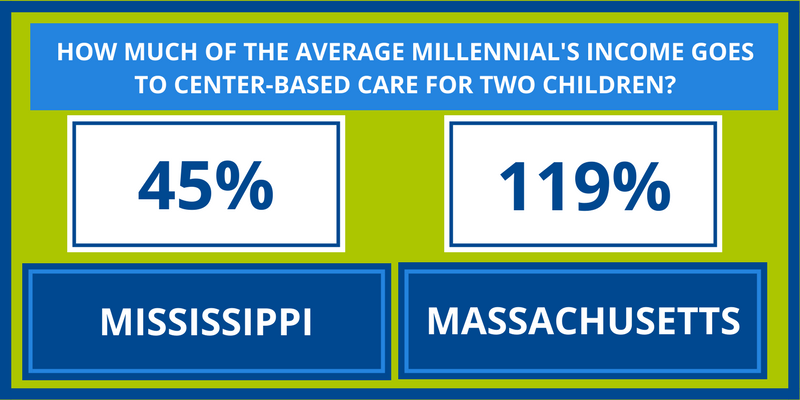 HOW MUCH OF THE AVERAGE MILLENNIAL'S INCOME GOES
TO CENTER-BASED CARE FOR TWO CHILDREN?
45%
119%
MISSISSIPPI
MASSACHUSETTS